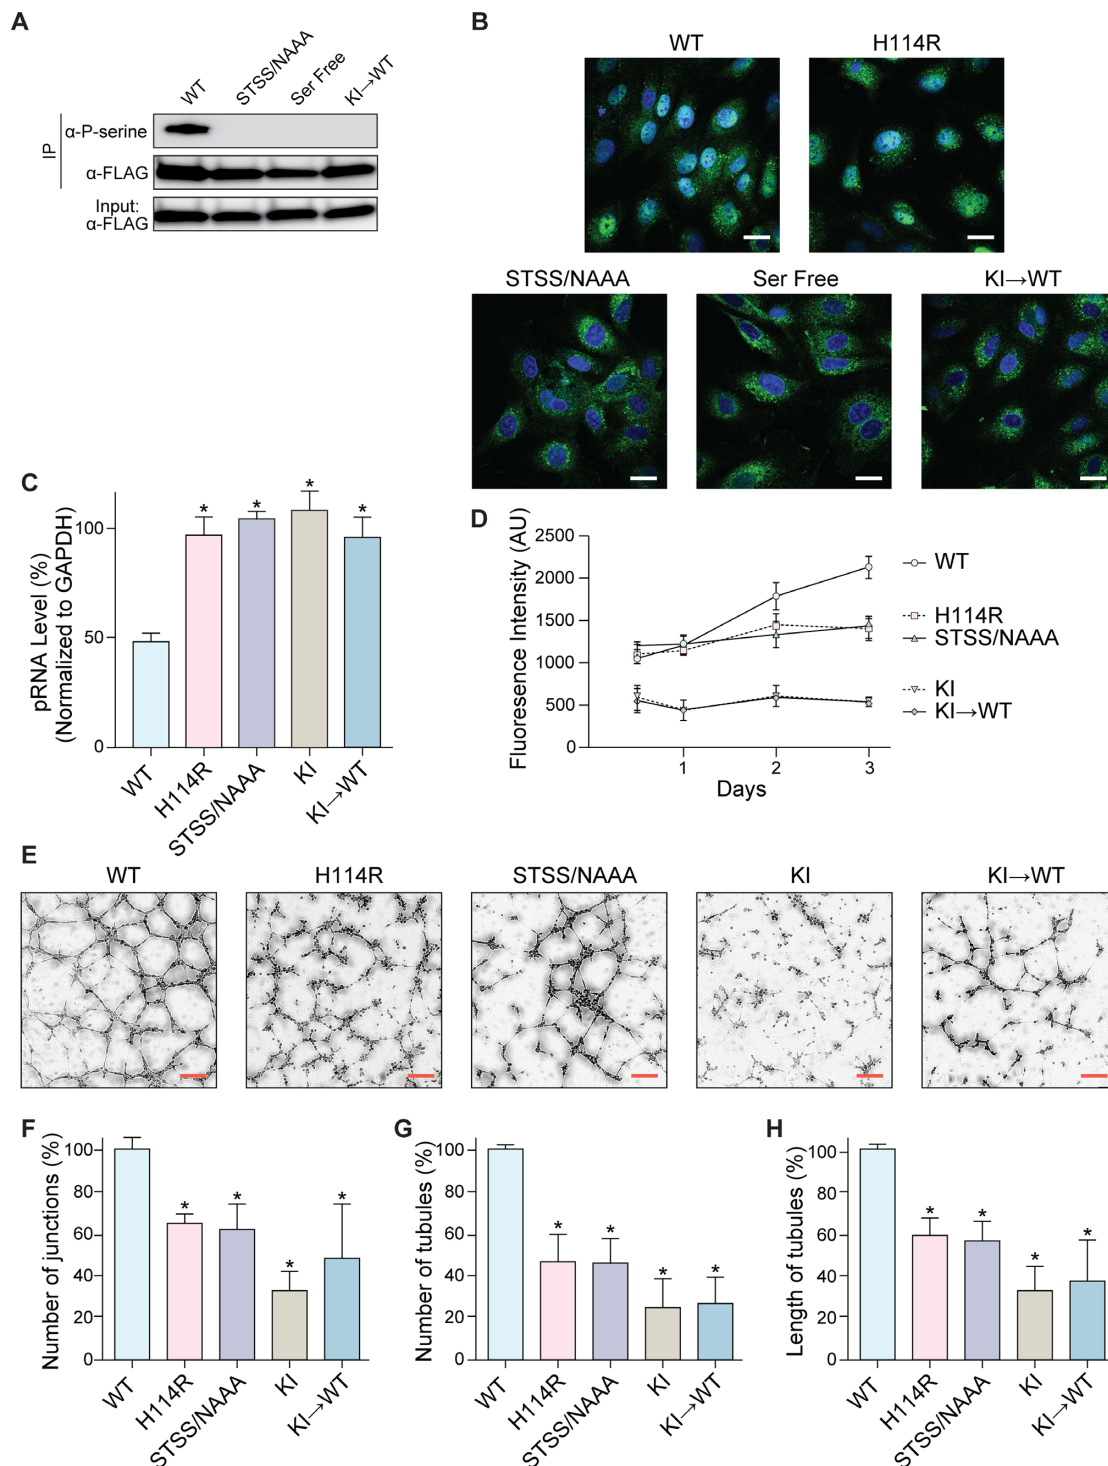 A
WT
STSS/NAAA
Ser Free
KI→WT
IP
α-P-serine
α-FLAG
Input:
α-FLAG
B
WT
H114R
STSS/NAAA
Ser Free
KI→WT
C
pRNA Level (%)
(Normalized to GAPDH)
100
50
0
WT
H114R
STSS/NAAA
KI
KI→WT
*
*
*
*
D
Fluoresence Intensity (AU)
2500
2000
1500
1000
500
0
1
2
3
Days
WT
H114R
STSS/NAAA
KI
KI→WT
E
WT
H114R
STSS/NAAA
KI
KI→WT
F
Number of junctions (%)
100
80
60
40
20
0
*
*
*
*
WT
H114R
STSS/NAAA
KI
KI→WT
G
Number of tubules (%)
100
80
60
40
20
0
*
*
*
*
WT
H114R
STSS/NAAA
KI
KI→WT
H
Length of tubules (%)
100
80
60
40
20
0
*
*
*
*
WT
H114R
STSS/NAAA
KI
KI→WT